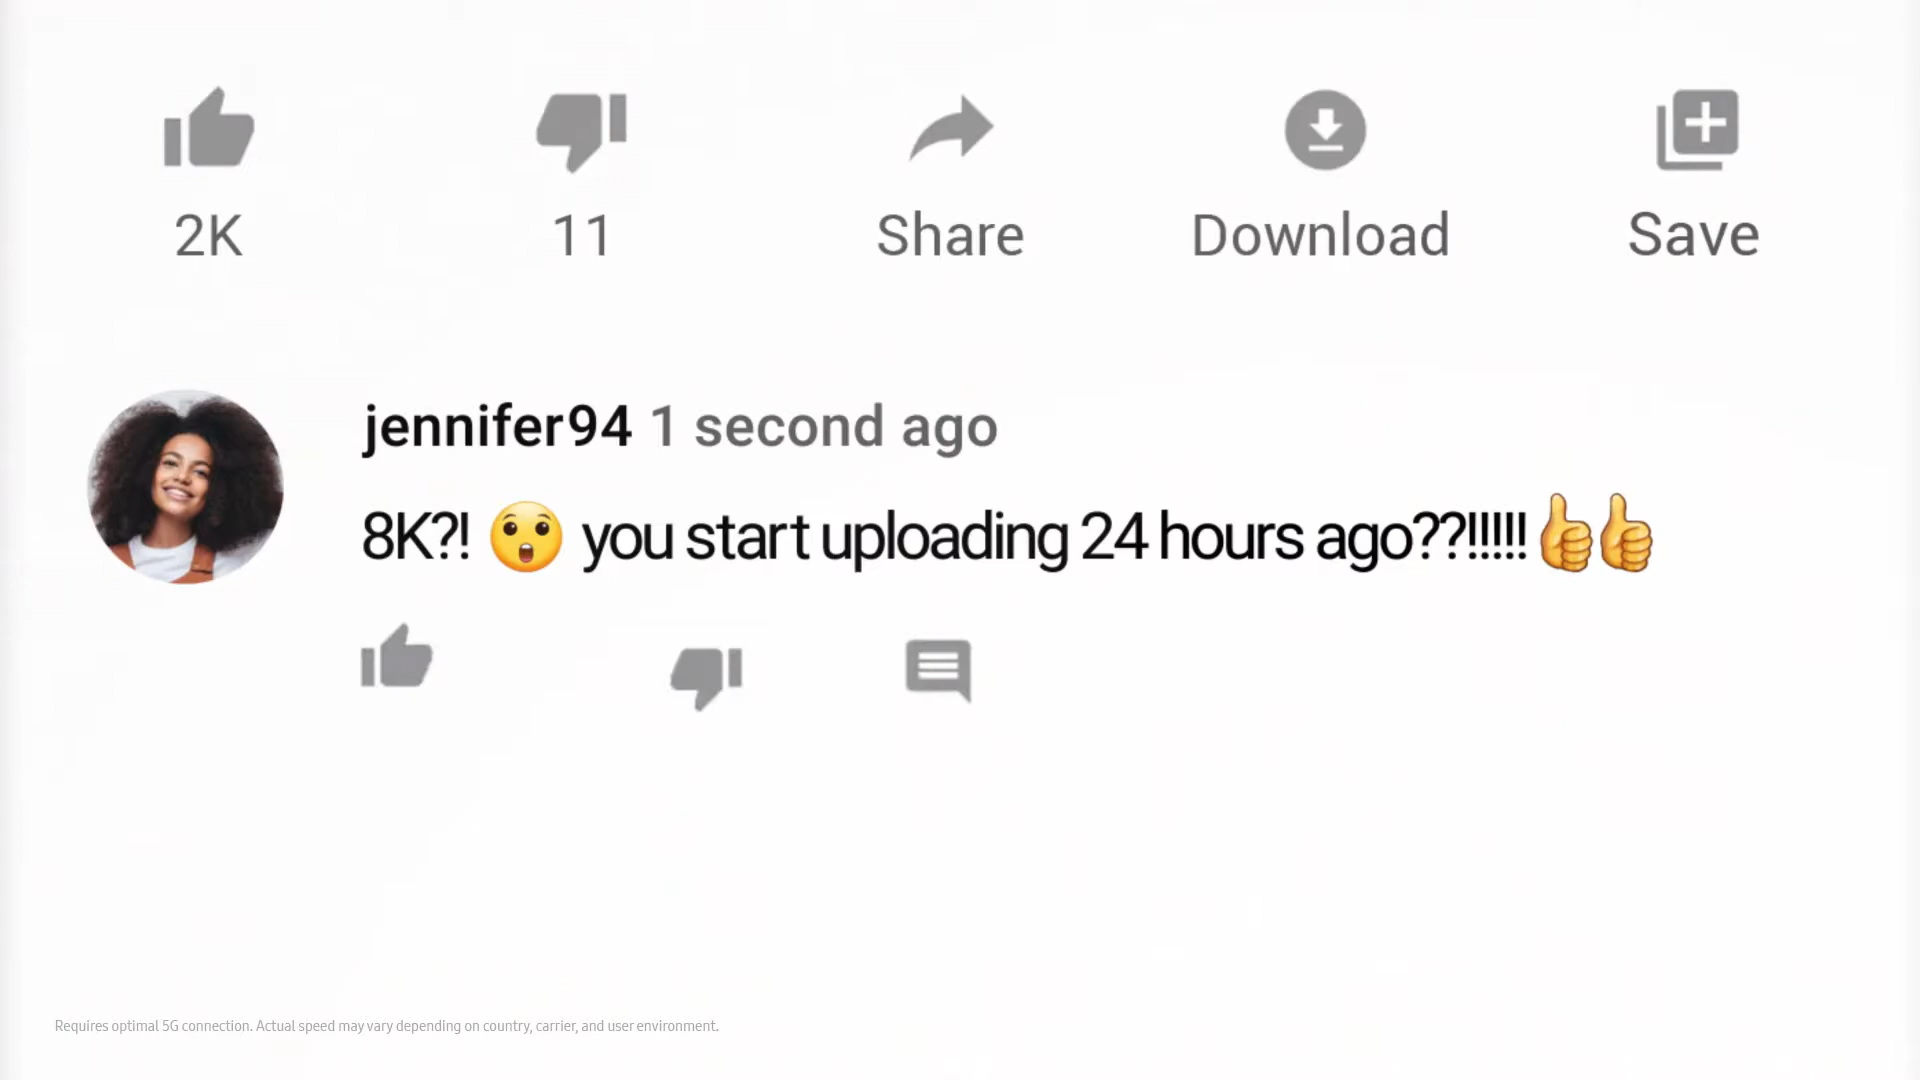 2K 11 Share Download Save
jennifer94 1 second ago
8K?! 😲 you start uploading 24 hours ago??!!!!! 👍👍
Requires optimal 5G connection. Actual speed may vary depending on country, carrier, and user environment.